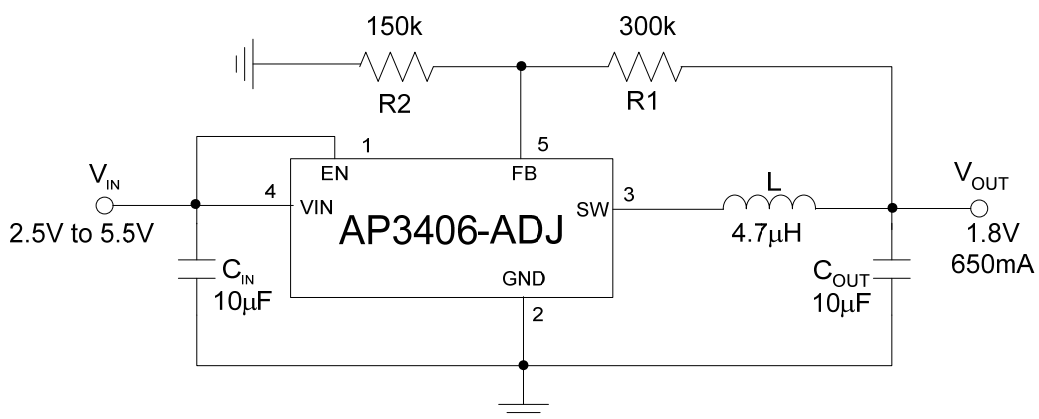 150k
300k
R2
R1
1
5
EN
FB
V_IN
4
VIN
SW
3
L
V_OUT
AP3406-ADJ
2.5V to 5.5V
4.7μH
1.8V
650mA
C_IN
10μF
GND
2
C_OUT
10μF